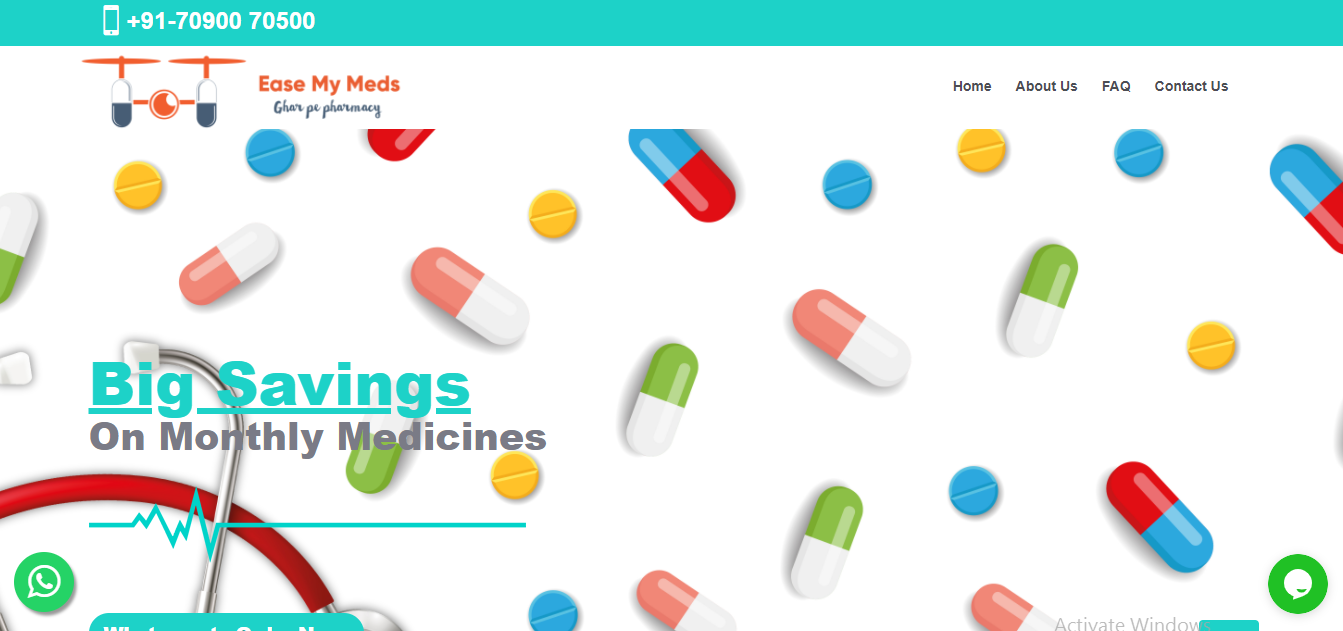 +91-70900 70500
Ease My Meds
Ghar pe pharmacy
Home About Us FAQ Contact Us
Big Savings
On Monthly Medicines
Activate Windows